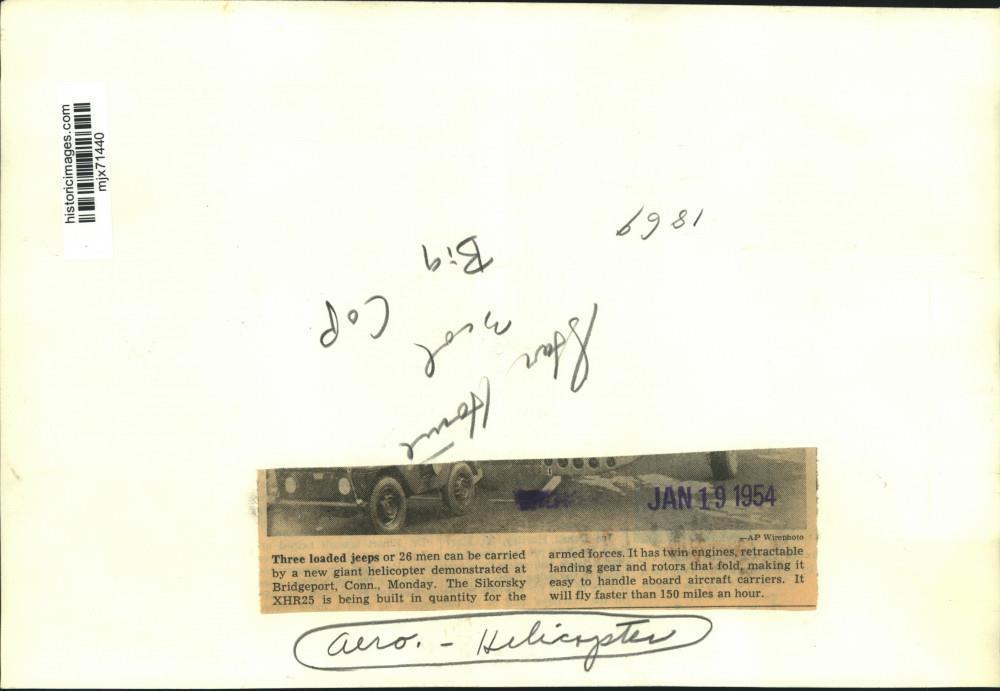 historicimages.com
mjx71440
1869
Big
Cop
Star
Home
JAN 19 1954
—AP Wirephoto
Three loaded jeeps or 26 men can be carried
by a new giant helicopter demonstrated at
Bridgeport, Conn., Monday. The Sikorsky
XHR25 is being built in quantity for the
armed forces. It has twin engines, retractable
landing gear and rotors that fold, making it
easy to handle aboard aircraft carriers. It
will fly faster than 150 miles an hour.
aero. - Helicopter